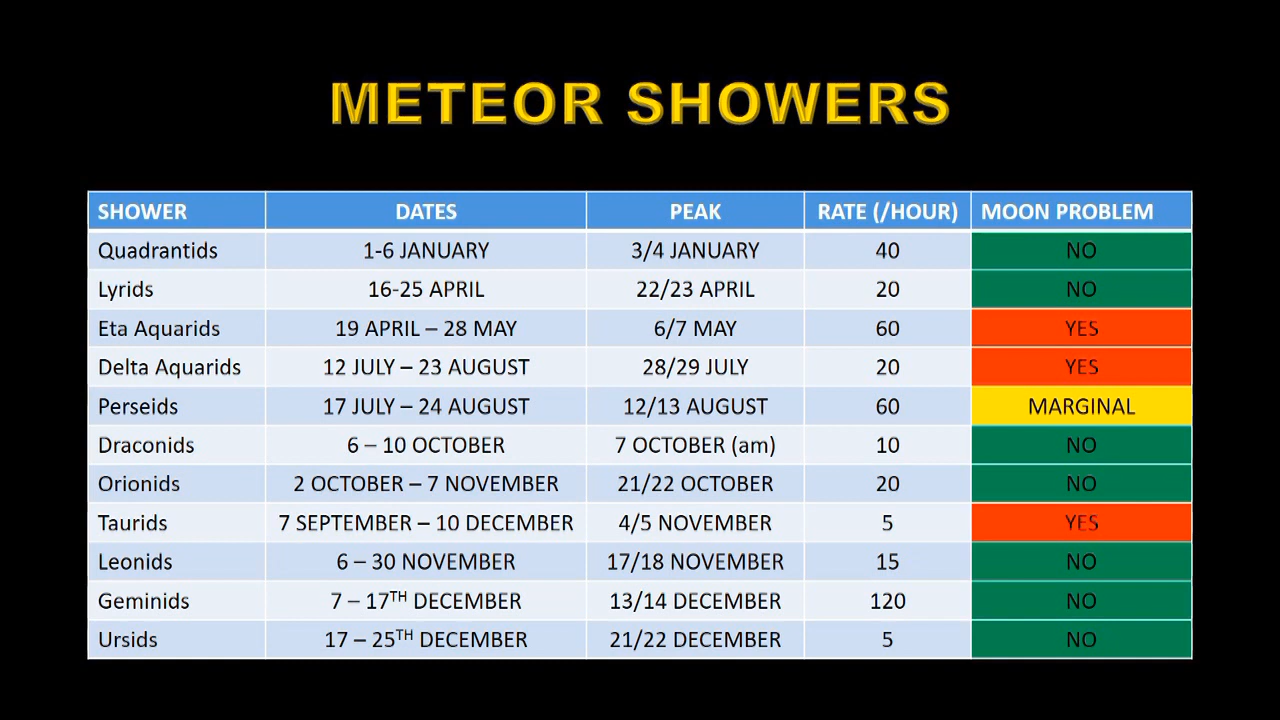 METEOR SHOWERS
SHOWER DATES PEAK RATE (/HOUR) MOON PROBLEM
Quadrantids 1-6 JANUARY 3/4 JANUARY 40 NO
Lyrids 16-25 APRIL 22/23 APRIL 20 NO
Eta Aquarids 19 APRIL – 28 MAY 6/7 MAY 60 YES
Delta Aquarids 12 JULY – 23 AUGUST 28/29 JULY 20 YES
Perseids 17 JULY – 24 AUGUST 12/13 AUGUST 60 MARGINAL
Draconids 6 – 10 OCTOBER 7 OCTOBER (am) 10 NO
Orionids 2 OCTOBER – 7 NOVEMBER 21/22 OCTOBER 20 NO
Taurids 7 SEPTEMBER – 10 DECEMBER 4/5 NOVEMBER 5 YES
Leonids 6 – 30 NOVEMBER 17/18 NOVEMBER 15 NO
Geminids 7 – 17TH DECEMBER 13/14 DECEMBER 120 NO
Ursids 17 – 25TH DECEMBER 21/22 DECEMBER 5 NO